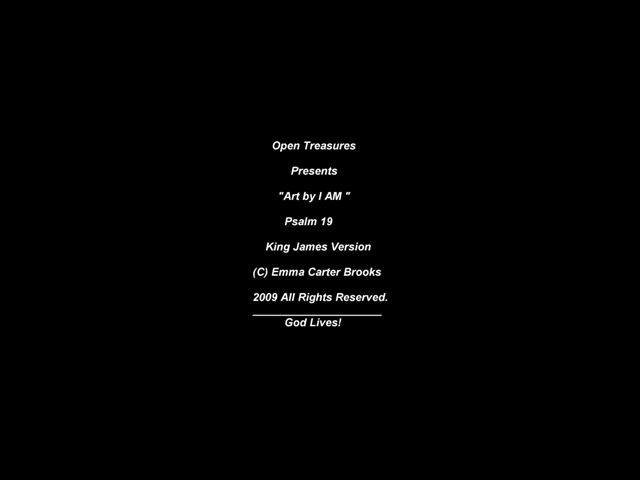 Open Treasures
Presents
"Art by I AM "
Psalm 19
King James Version
(C) Emma Carter Brooks
2009 All Rights Reserved.
God Lives!